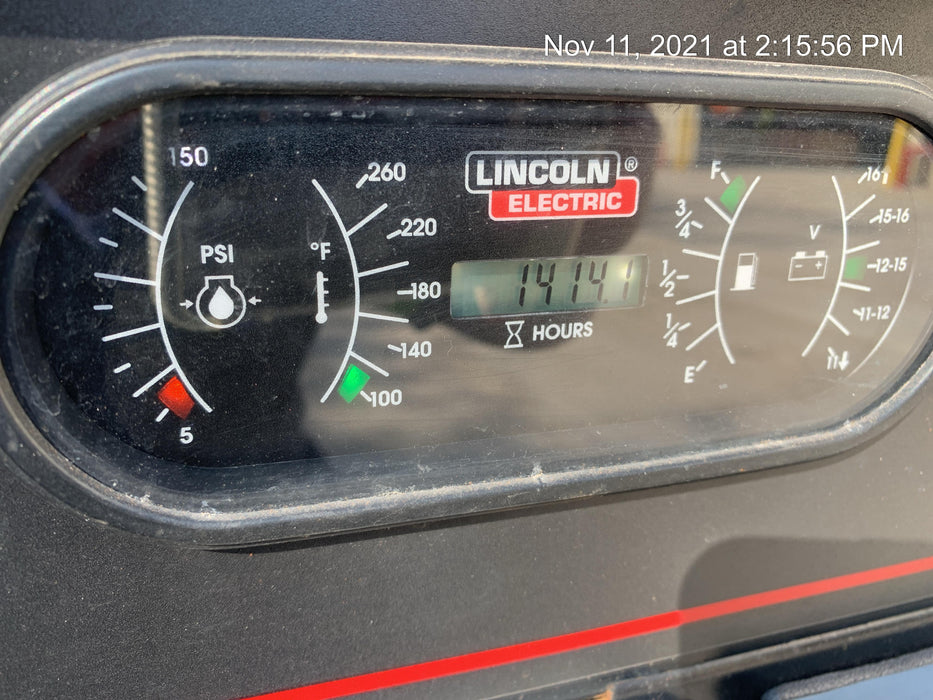 Nov 11, 2021 at 2:15:56 PM
150
PSI
5
°F
260
220
180
140
100
LINCOLN®
ELECTRIC
1414.1
HOURS
F
3/4
1/2
1/4
E
V
16↑
15-16
12-15
11-12
11↓